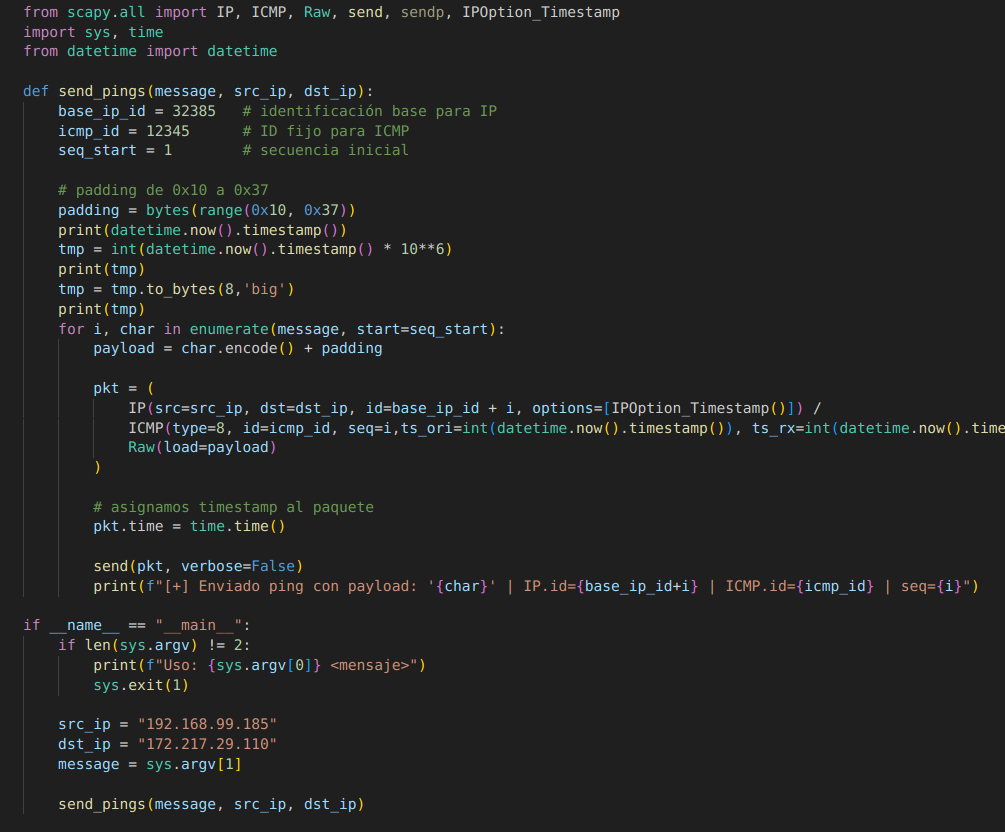 from scapy.all import IP, ICMP, Raw, send, sendp, IPOption_Timestamp
import sys, time
from datetime import datetime

def send_pings(message, src_ip, dst_ip):
    base_ip_id = 32385   # identificación base para IP
    icmp_id = 12345      # ID fijo para ICMP
    seq_start = 1        # secuencia inicial

    # padding de 0x10 a 0x37
    padding = bytes(range(0x10, 0x37))
    print(datetime.now().timestamp())
    tmp = int(datetime.now().timestamp() * 10**6)
    print(tmp)
    tmp = tmp.to_bytes(8,'big')
    print(tmp)
    for i, char in enumerate(message, start=seq_start):
        payload = char.encode() + padding

        pkt = (
            IP(src=src_ip, dst=dst_ip, id=base_ip_id + i, options=[IPOption_Timestamp()]) /
            ICMP(type=8, id=icmp_id, seq=i,ts_ori=int(datetime.now().timestamp()), ts_rx=int(datetime.now().time
            Raw(load=payload)
        )

        # asignamos timestamp al paquete
        pkt.time = time.time()

        send(pkt, verbose=False)
        print(f"[+] Enviado ping con payload: '{char}' | IP.id={base_ip_id+i} | ICMP.id={icmp_id} | seq={i}")

if __name__ == "__main__":
    if len(sys.argv) != 2:
        print(f"Uso: {sys.argv[0]} <mensaje>")
        sys.exit(1)

    src_ip = "192.168.99.185"
    dst_ip = "172.217.29.110"
    message = sys.argv[1]

    send_pings(message, src_ip, dst_ip)